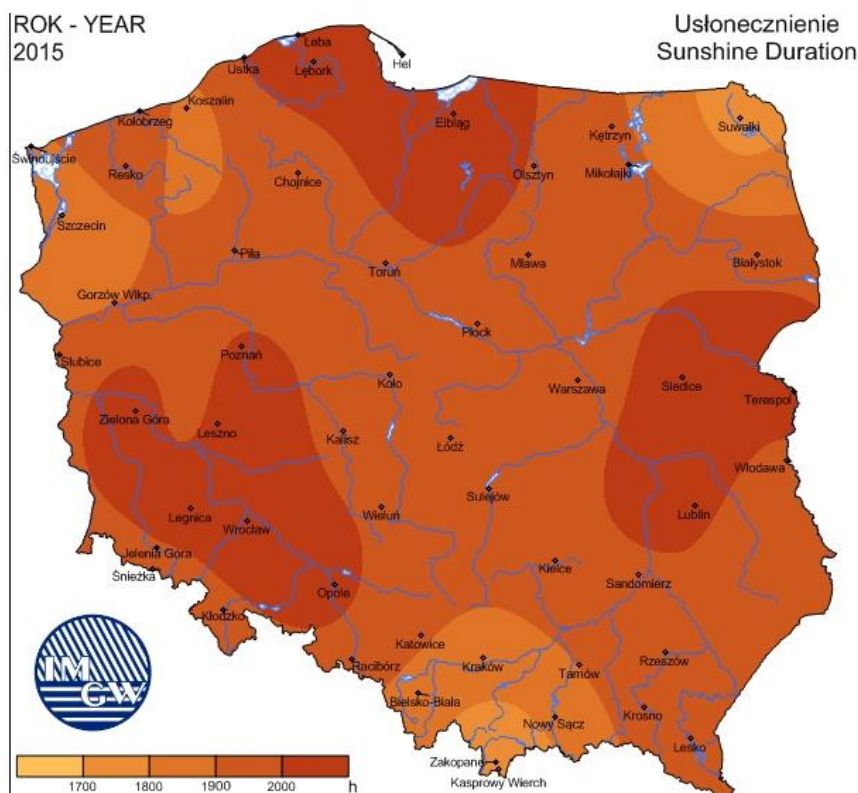 ROK - YEAR
2015
Usłonecznienie
Sunshine Duration
Łeba
Ustka
Lębork
Hel
Koszalin
Kołobrzeg
Elbląg
Kętrzyn
Suwałki
Świnoujście
Resko
Chojnice
Olsztyn
Mikołajki
Szczecin
Piła
Toruń
Mława
Białystok
Gorzów Wlkp.
Płock
Słubice
Poznań
Koło
Warszawa
Siedlce
Terespol
Zielona Góra
Leszno
Kalisz
Łódź
Włodawa
Sulejów
Legnica
Wrocław
Wieluń
Lublin
Jelenia Góra
Śnieżka
Kielce
Sandomierz
Opole
Kłodzko
Katowice
Racibórz
Kraków
Tarnów
Rzeszów
Bielsko-Biała
Nowy Sącz
Krosno
Lesko
Zakopane
Kasprowy Wierch
IM
GW
1700 1800 1900 2000 h